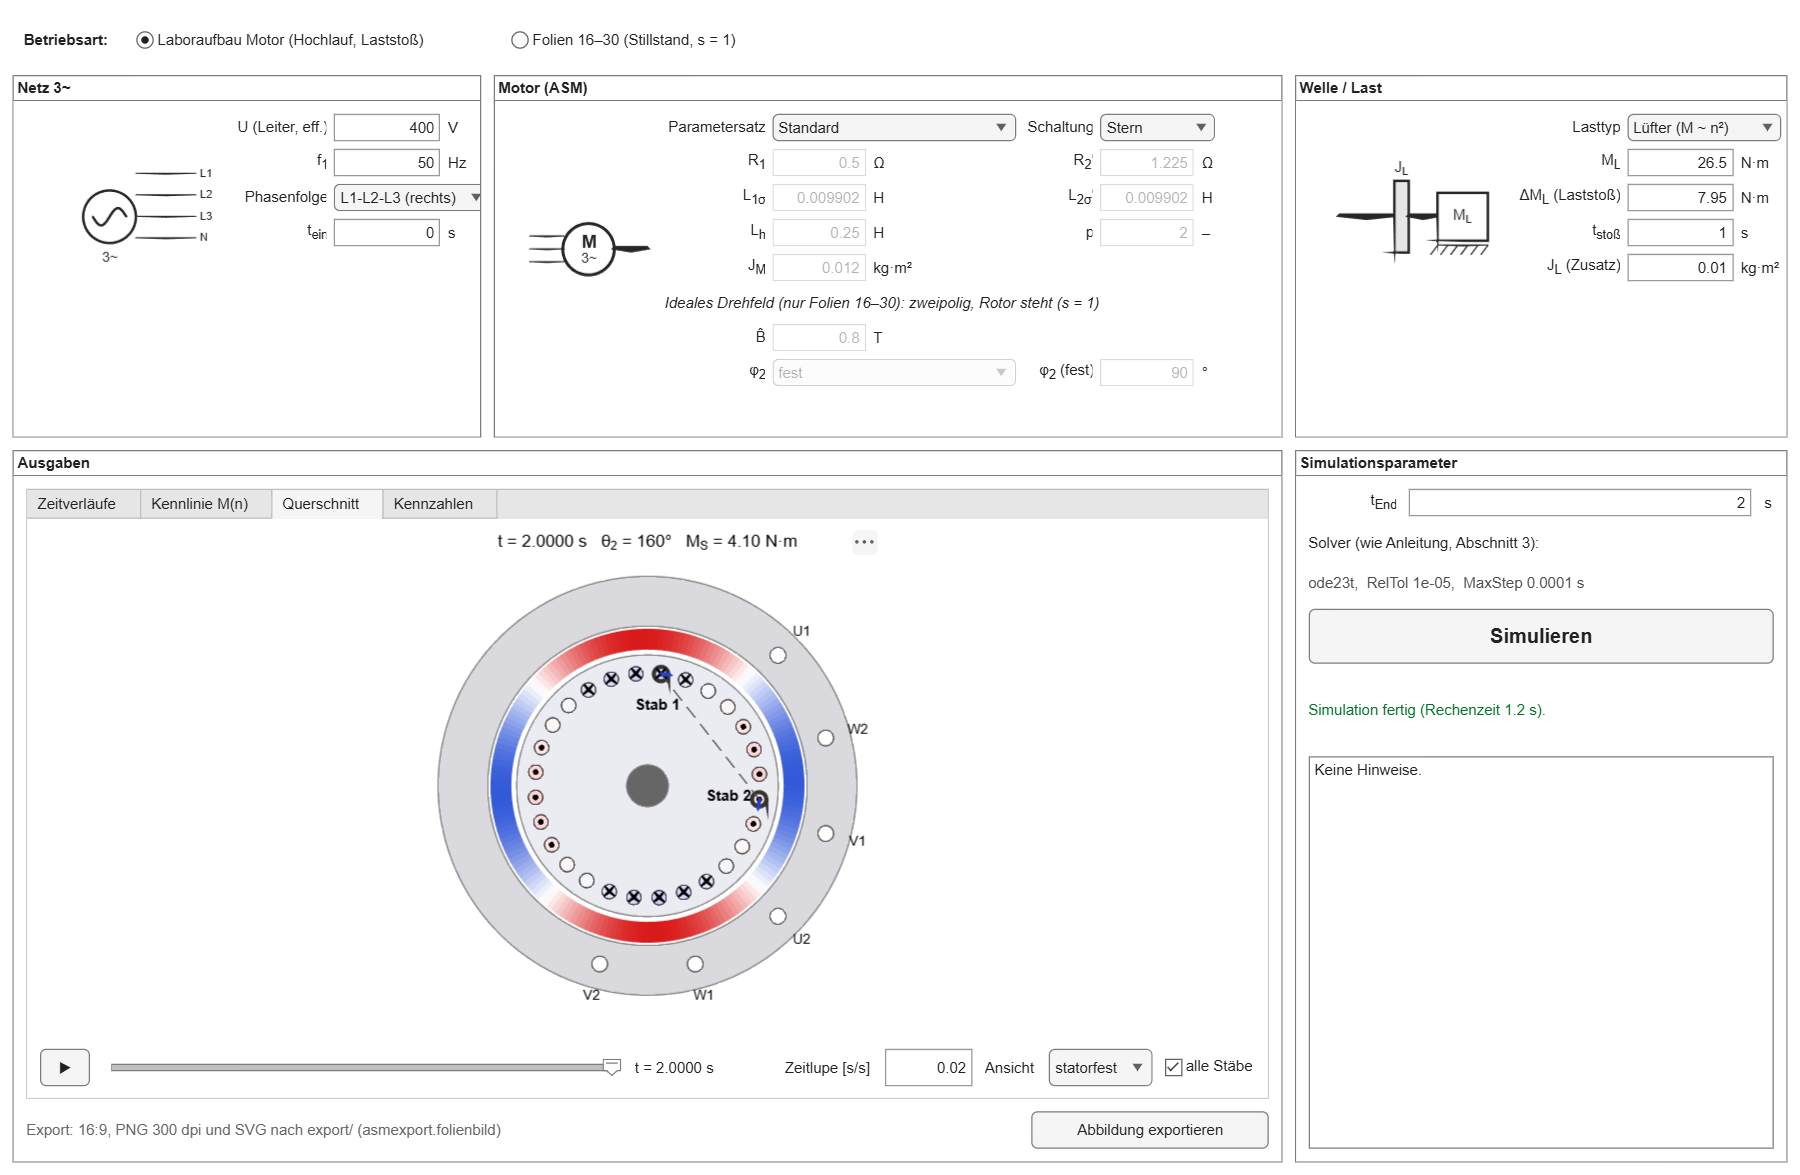 Betriebsart: Laboraufbau Motor (Hochlauf, Laststoß) Folien 16–30 (Stillstand, s = 1)
Netz 3~
U (Leiter, eff.) 400 V
f1 50 Hz
Phasenfolge L1-L2-L3 (rechts)
tein 0 s
L1
L2
L3
N
3~
Motor (ASM)
Parametersatz Standard Schaltung Stern
R1 0.5 Ω R2' 1.225 Ω
L1σ 0.009902 H L2σ' 0.009902 H
Lh 0.25 H p 2 –
JM 0.012 kg·m²
M
3~
Ideales Drehfeld (nur Folien 16–30): zweipolig, Rotor steht (s = 1)
B̂ 0.8 T
φ2 fest φ2 (fest) 90 °
Welle / Last
Lasttyp Lüfter (M ~ n²)
ML 26.5 N·m
ΔML (Laststoß) 7.95 N·m
tstoß 1 s
JL (Zusatz) 0.01 kg·m²
JL
ML
Ausgaben
Zeitverläufe Kennlinie M(n) Querschnitt Kennzahlen
t = 2.0000 s θ2 = 160° MS = 4.10 N·m
U1
W2
V1
U2
W1
V2
Stab 1
Stab 2
t = 2.0000 s Zeitlupe [s/s] 0.02 Ansicht statorfest alle Stäbe
Export: 16:9, PNG 300 dpi und SVG nach export/ (asmexport.folienbild) Abbildung exportieren
Simulationsparameter
tEnd 2 s
Solver (wie Anleitung, Abschnitt 3):
ode23t, RelTol 1e-05, MaxStep 0.0001 s
Simulieren
Simulation fertig (Rechenzeit 1.2 s).
Keine Hinweise.